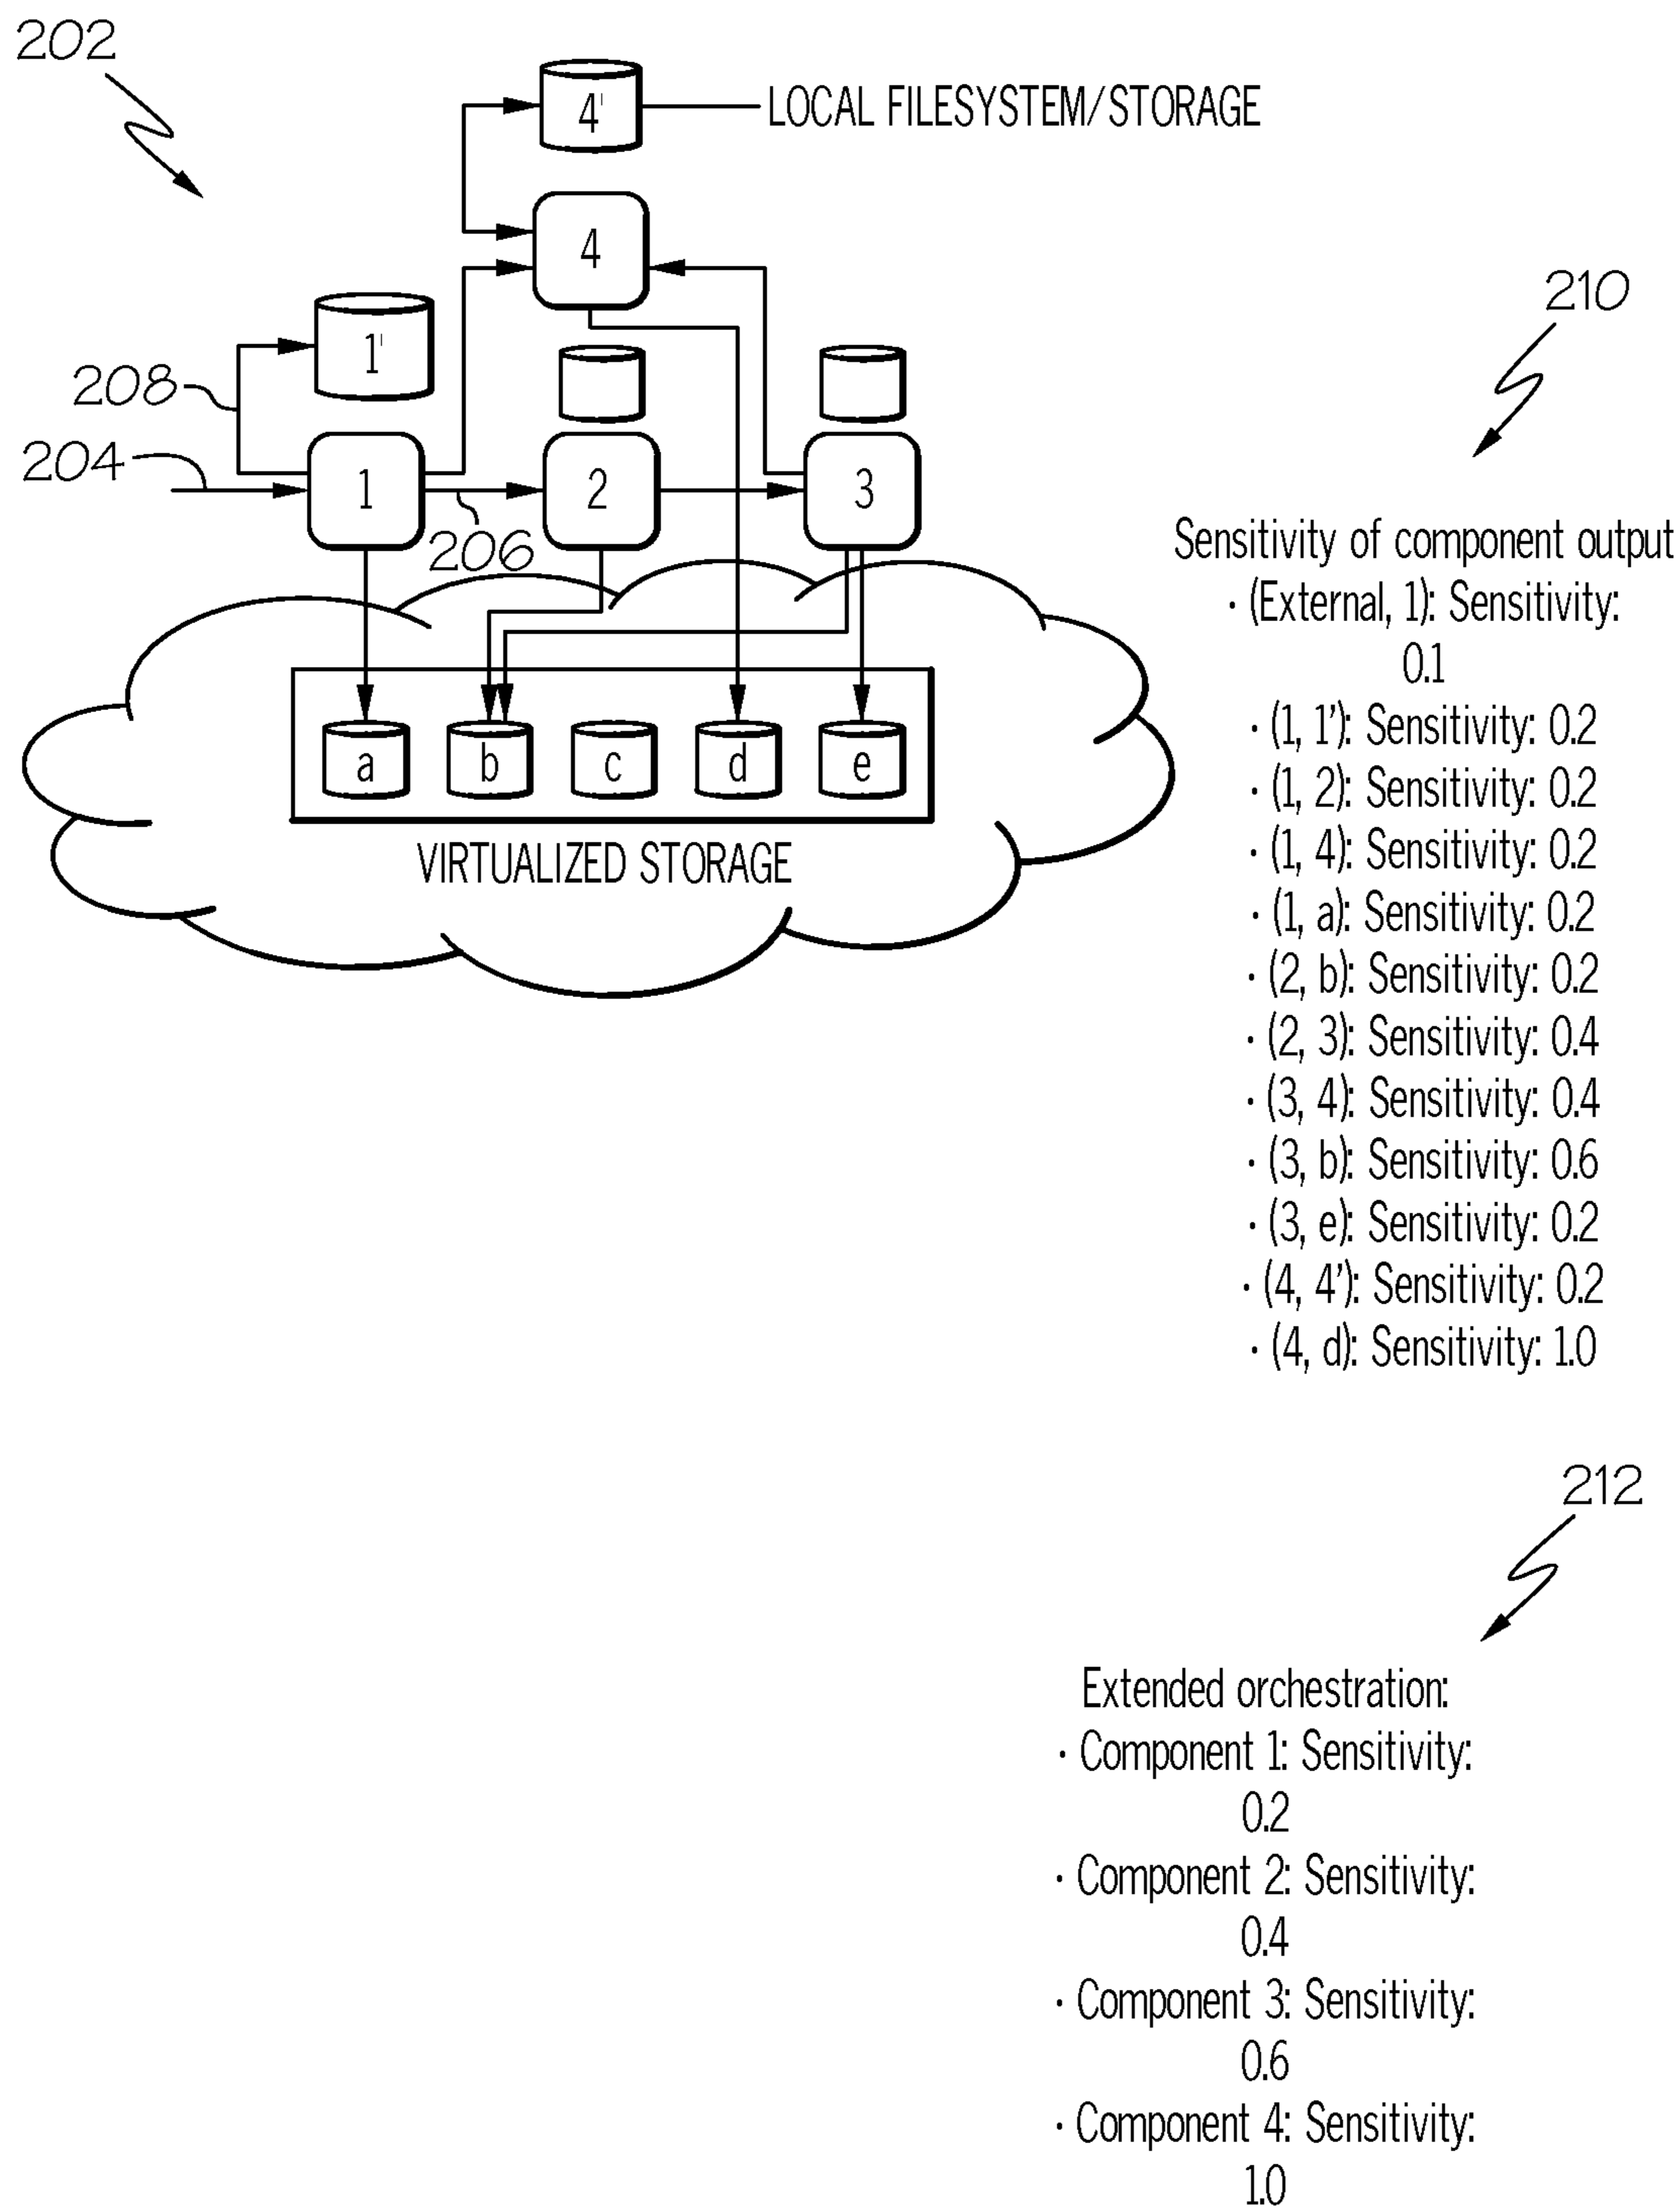 202
4'
LOCAL FILESYSTEM/STORAGE
4
210
1'
208
204
1
2
3
206
Sensitivity of component output
· (External, 1): Sensitivity:
0.1
· (1, 1'): Sensitivity: 0.2
· (1, 2): Sensitivity: 0.2
· (1, 4): Sensitivity: 0.2
· (1, a): Sensitivity: 0.2
· (2, b): Sensitivity: 0.2
· (2, 3): Sensitivity: 0.4
· (3, 4): Sensitivity: 0.4
· (3, b): Sensitivity: 0.6
· (3, e): Sensitivity: 0.2
· (4, 4'): Sensitivity: 0.2
· (4, d): Sensitivity: 1.0
a b c d e
VIRTUALIZED STORAGE
212
Extended orchestration:
· Component 1: Sensitivity:
0.2
· Component 2: Sensitivity:
0.4
· Component 3: Sensitivity:
0.6
· Component 4: Sensitivity:
1.0